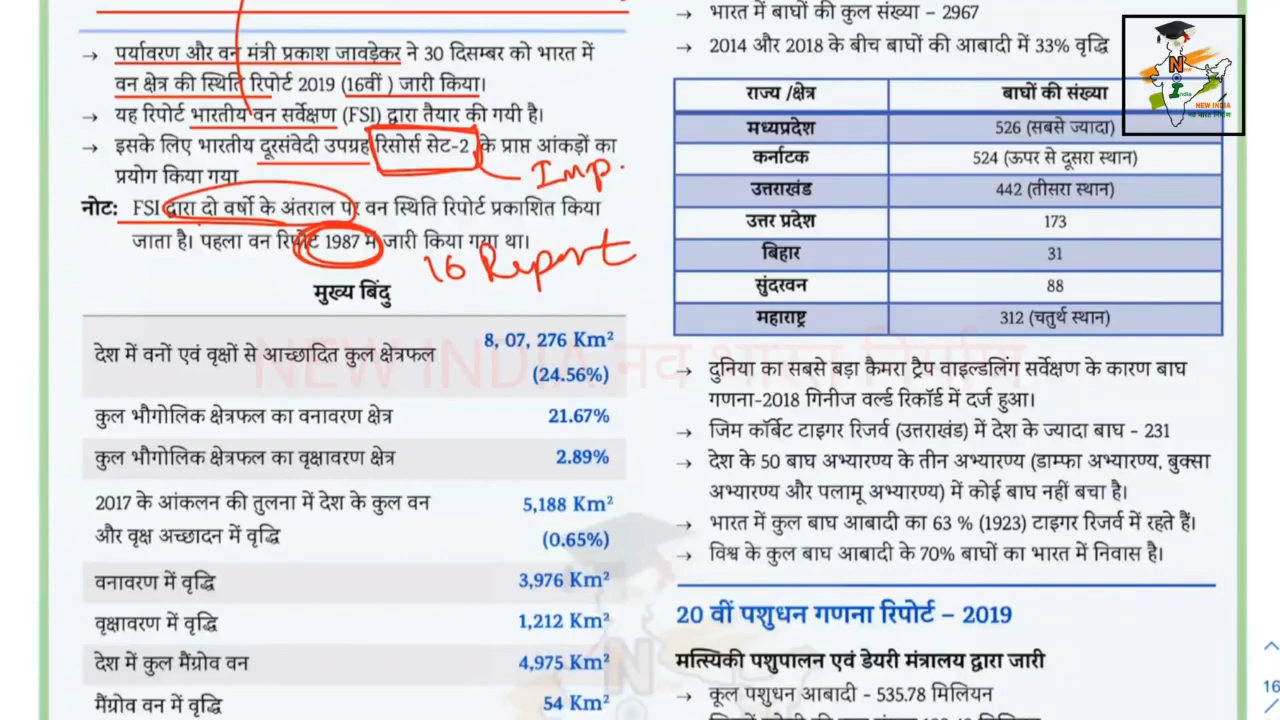 → पर्यावरण और वन मंत्री प्रकाश जावड़ेकर ने 30 दिसम्बर को भारत में
वन क्षेत्र की स्थिति रिपोर्ट 2019 (16वीं ) जारी किया।
→ यह रिपोर्ट भारतीय वन सर्वेक्षण (FSI) द्वारा तैयार की गयी है।
→ इसके लिए भारतीय दूरसंवेदी उपग्रह रिसोर्स सेट-2 के प्राप्त आंकड़ों का
प्रयोग किया गया
Imp.
नोटः FSI द्वारा दो वर्षो के अंतराल पर वन स्थिति रिपोर्ट प्रकाशित किया
जाता है। पहला वन रिपोर्ट 1987 में जारी किया गया था।
16 Report
मुख्य बिंदु
देश में वनों एवं वृक्षों से आच्छादित कुल क्षेत्रफल 8, 07, 276 Km²
(24.56%)
कुल भौगोलिक क्षेत्रफल का वनावरण क्षेत्र 21.67%
कुल भौगोलिक क्षेत्रफल का वृक्षावरण क्षेत्र 2.89%
2017 के आंकलन की तुलना में देश के कुल वन 5,188 Km²
और वृक्ष अच्छादन में वृद्धि (0.65%)
वनावरण में वृद्धि 3,976 Km²
वृक्षावरण में वृद्धि 1,212 Km²
देश में कुल मैंग्रोव वन 4,975 Km²
मैंग्रोव वन में वृद्धि 54 Km²
→ भारत में बाघों की कुल संख्या – 2967
→ 2014 और 2018 के बीच बाघों की आबादी में 33% वृद्धि
राज्य /क्षेत्र बाघों की संख्या
मध्यप्रदेश 526 (सबसे ज्यादा)
कर्नाटक 524 (ऊपर से दूसरा स्थान)
उत्तराखंड 442 (तीसरा स्थान)
उत्तर प्रदेश 173
बिहार 31
सुंदरवन 88
महाराष्ट्र 312 (चतुर्थ स्थान)
→ दुनिया का सबसे बड़ा कैमरा ट्रैप वाइल्डलिंग सर्वेक्षण के कारण बाघ
गणना-2018 गिनीज वर्ल्ड रिकॉर्ड में दर्ज हुआ।
→ जिम कॉर्बेट टाइगर रिजर्व (उत्तराखंड) में देश के ज्यादा बाघ - 231
→ देश के 50 बाघ अभ्यारण्य के तीन अभ्यारण्य (डाम्फा अभ्यारण्य, बुक्सा
अभ्यारण्य और पलामू अभ्यारण्य) में कोई बाघ नहीं बचा है।
→ भारत में कुल बाघ आबादी का 63 % (1923) टाइगर रिजर्व में रहते हैं।
→ विश्व के कुल बाघ आबादी के 70% बाघों का भारत में निवास है।
20 वीं पशुधन गणना रिपोर्ट – 2019
मत्स्यिकी पशुपालन एवं डेयरी मंत्रालय द्वारा जारी
→ कूल पशुधन आबादी - 535.78 मिलियन
NEW INDIA नव भारत निर्माण
N
I
India
NEW INDIA
नव भारत निर्माण
16